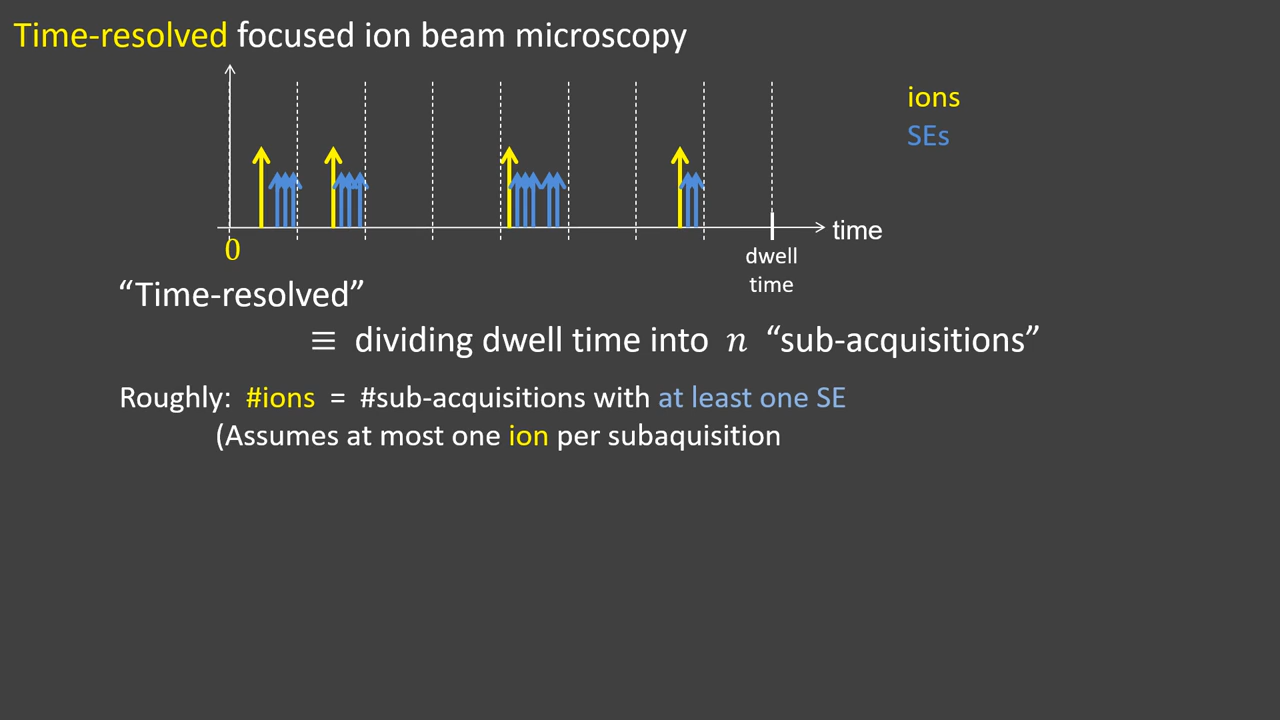 Time-resolved focused ion beam microscopy
ions
SEs
time
0
dwell
time
“Time-resolved”
≡ dividing dwell time into n “sub-acquisitions”
Roughly: #ions = #sub-acquisitions with at least one SE
(Assumes at most one ion per subaquisition